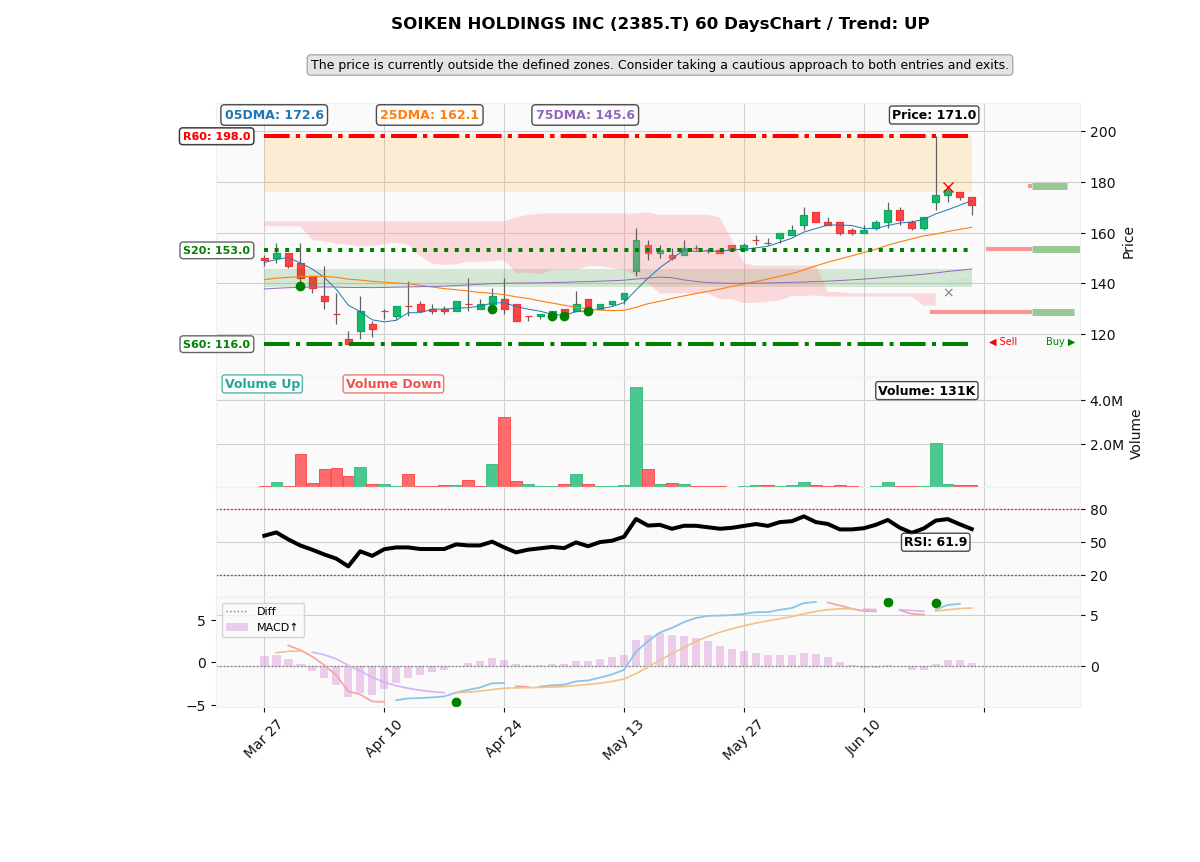 SOIKEN HOLDINGS INC (2385.T) 60 DaysChart / Trend: UP
The price is currently outside the defined zones. Consider taking a cautious approach to both entries and exits.
05DMA: 172.6
25DMA: 162.1
75DMA: 145.6
Price: 171.0
R60: 198.0
S20: 153.0
S60: 116.0
200
180
160
140
120
Price
◀ Sell
Buy ▶
Volume Up
Volume Down
Volume: 131K
4.0M
2.0M
Volume
80
50
20
RSI: 61.9
Diff
MACD↑
5
0
−5
5
0
Mar 27
Apr 10
Apr 24
May 13
May 27
Jun 10